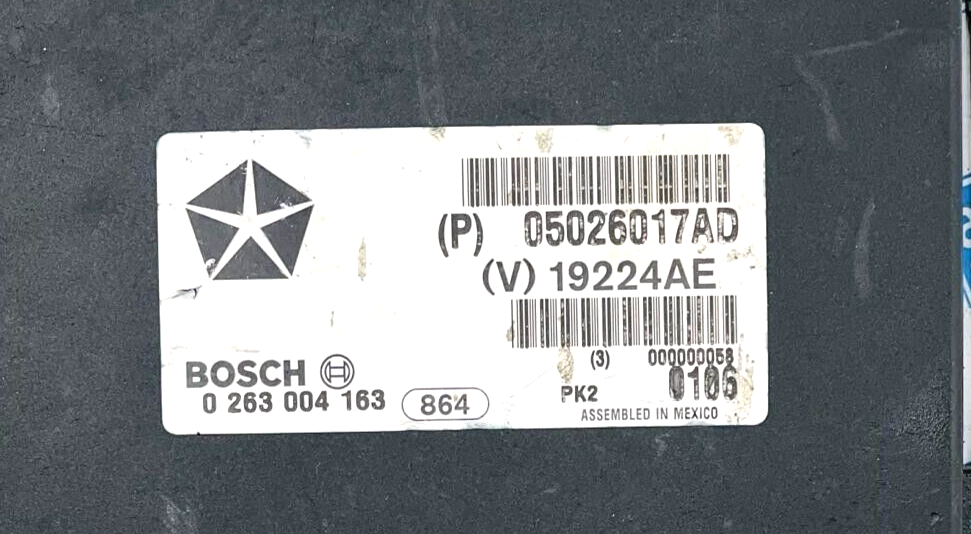 (P) 05026017AD
(V) 19224AE
(3) 000000058
BOSCH
PK2 0106
0 263 004 163 864
ASSEMBLED IN MEXICO